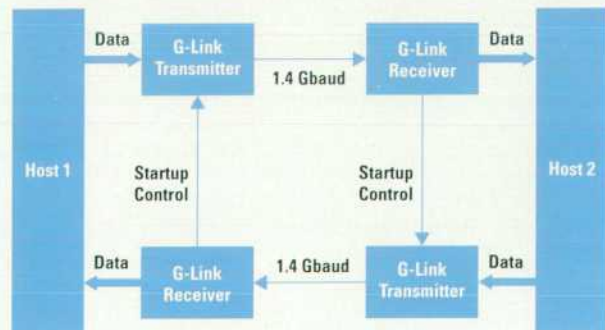 Data
G-Link
Transmitter
1.4 Gbaud
G-Link
Receiver
Data
Host 1
Startup
Control
Startup
Control
Host 2
Data
G-Link
Receiver
1.4 Gbaud
G-Link
Transmitter
Data